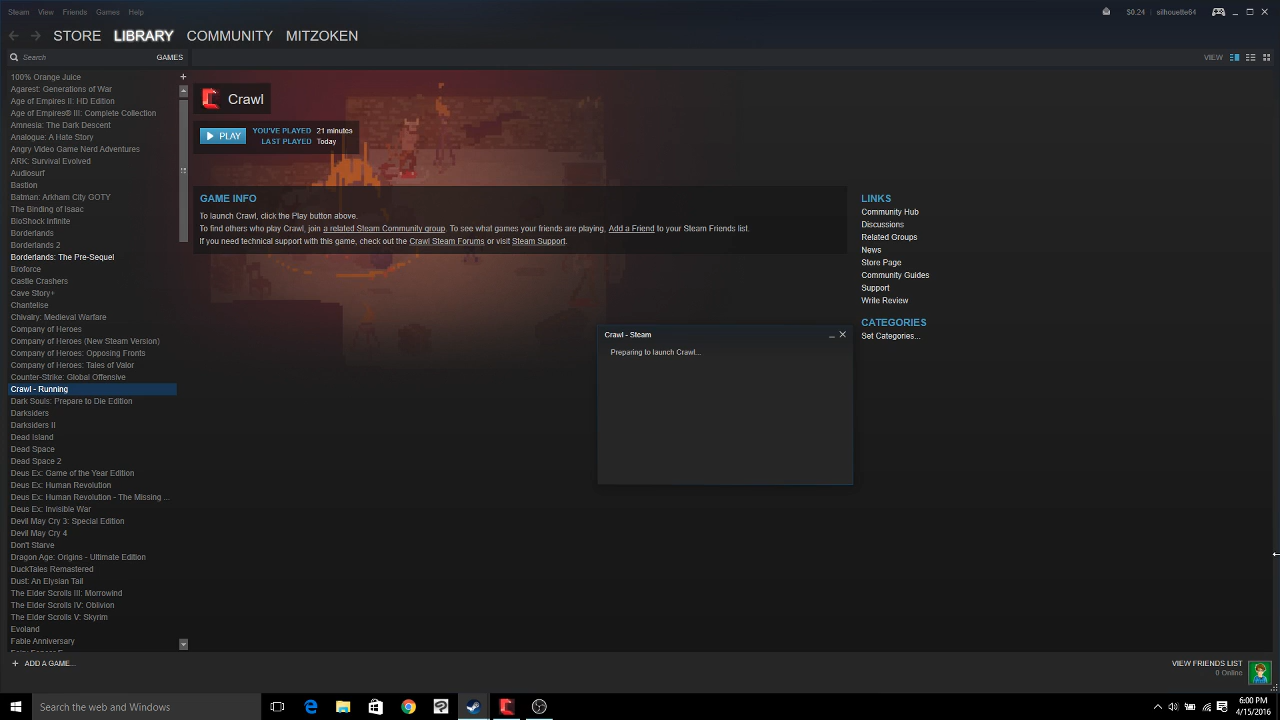 Steam View Friends Games Help
$0.24 silhouette64
STORE LIBRARY COMMUNITY MITZOKEN
Search GAMES
VIEW
100% Orange Juice
Agarest: Generations of War
Age of Empires II: HD Edition
Age of Empires® III: Complete Collection
Amnesia: The Dark Descent
Analogue: A Hate Story
Angry Video Game Nerd Adventures
ARK: Survival Evolved
Audiosurf
Bastion
Batman: Arkham City GOTY
The Binding of Isaac
BioShock Infinite
Borderlands
Borderlands 2
Borderlands: The Pre-Sequel
Broforce
Castle Crashers
Cave Story+
Chantelise
Chivalry: Medieval Warfare
Company of Heroes
Company of Heroes (New Steam Version)
Company of Heroes: Opposing Fronts
Company of Heroes: Tales of Valor
Counter-Strike: Global Offensive
Crawl - Running
Dark Souls: Prepare to Die Edition
Darksiders
Darksiders II
Dead Island
Dead Space
Dead Space 2
Deus Ex: Game of the Year Edition
Deus Ex: Human Revolution
Deus Ex: Human Revolution - The Missing ...
Deus Ex: Invisible War
Devil May Cry 3: Special Edition
Devil May Cry 4
Don't Starve
Dragon Age: Origins - Ultimate Edition
DuckTales Remastered
Dust: An Elysian Tail
The Elder Scrolls III: Morrowind
The Elder Scrolls IV: Oblivion
The Elder Scrolls V: Skyrim
Evoland
Fable Anniversary
+ ADD A GAME...
Crawl
PLAY
YOU'VE PLAYED 21 minutes
LAST PLAYED Today
GAME INFO
To launch Crawl, click the Play button above.
To find others who play Crawl, join a related Steam Community group. To see what games your friends are playing, Add a Friend to your Steam Friends list.
If you need technical support with this game, check out the Crawl Steam Forums or visit Steam Support.
LINKS
Community Hub
Discussions
Related Groups
News
Store Page
Community Guides
Support
Write Review
CATEGORIES
Set Categories...
Crawl - Steam
Preparing to launch Crawl...
VIEW FRIENDS LIST
0 Online
Search the web and Windows
6:00 PM
4/15/2016